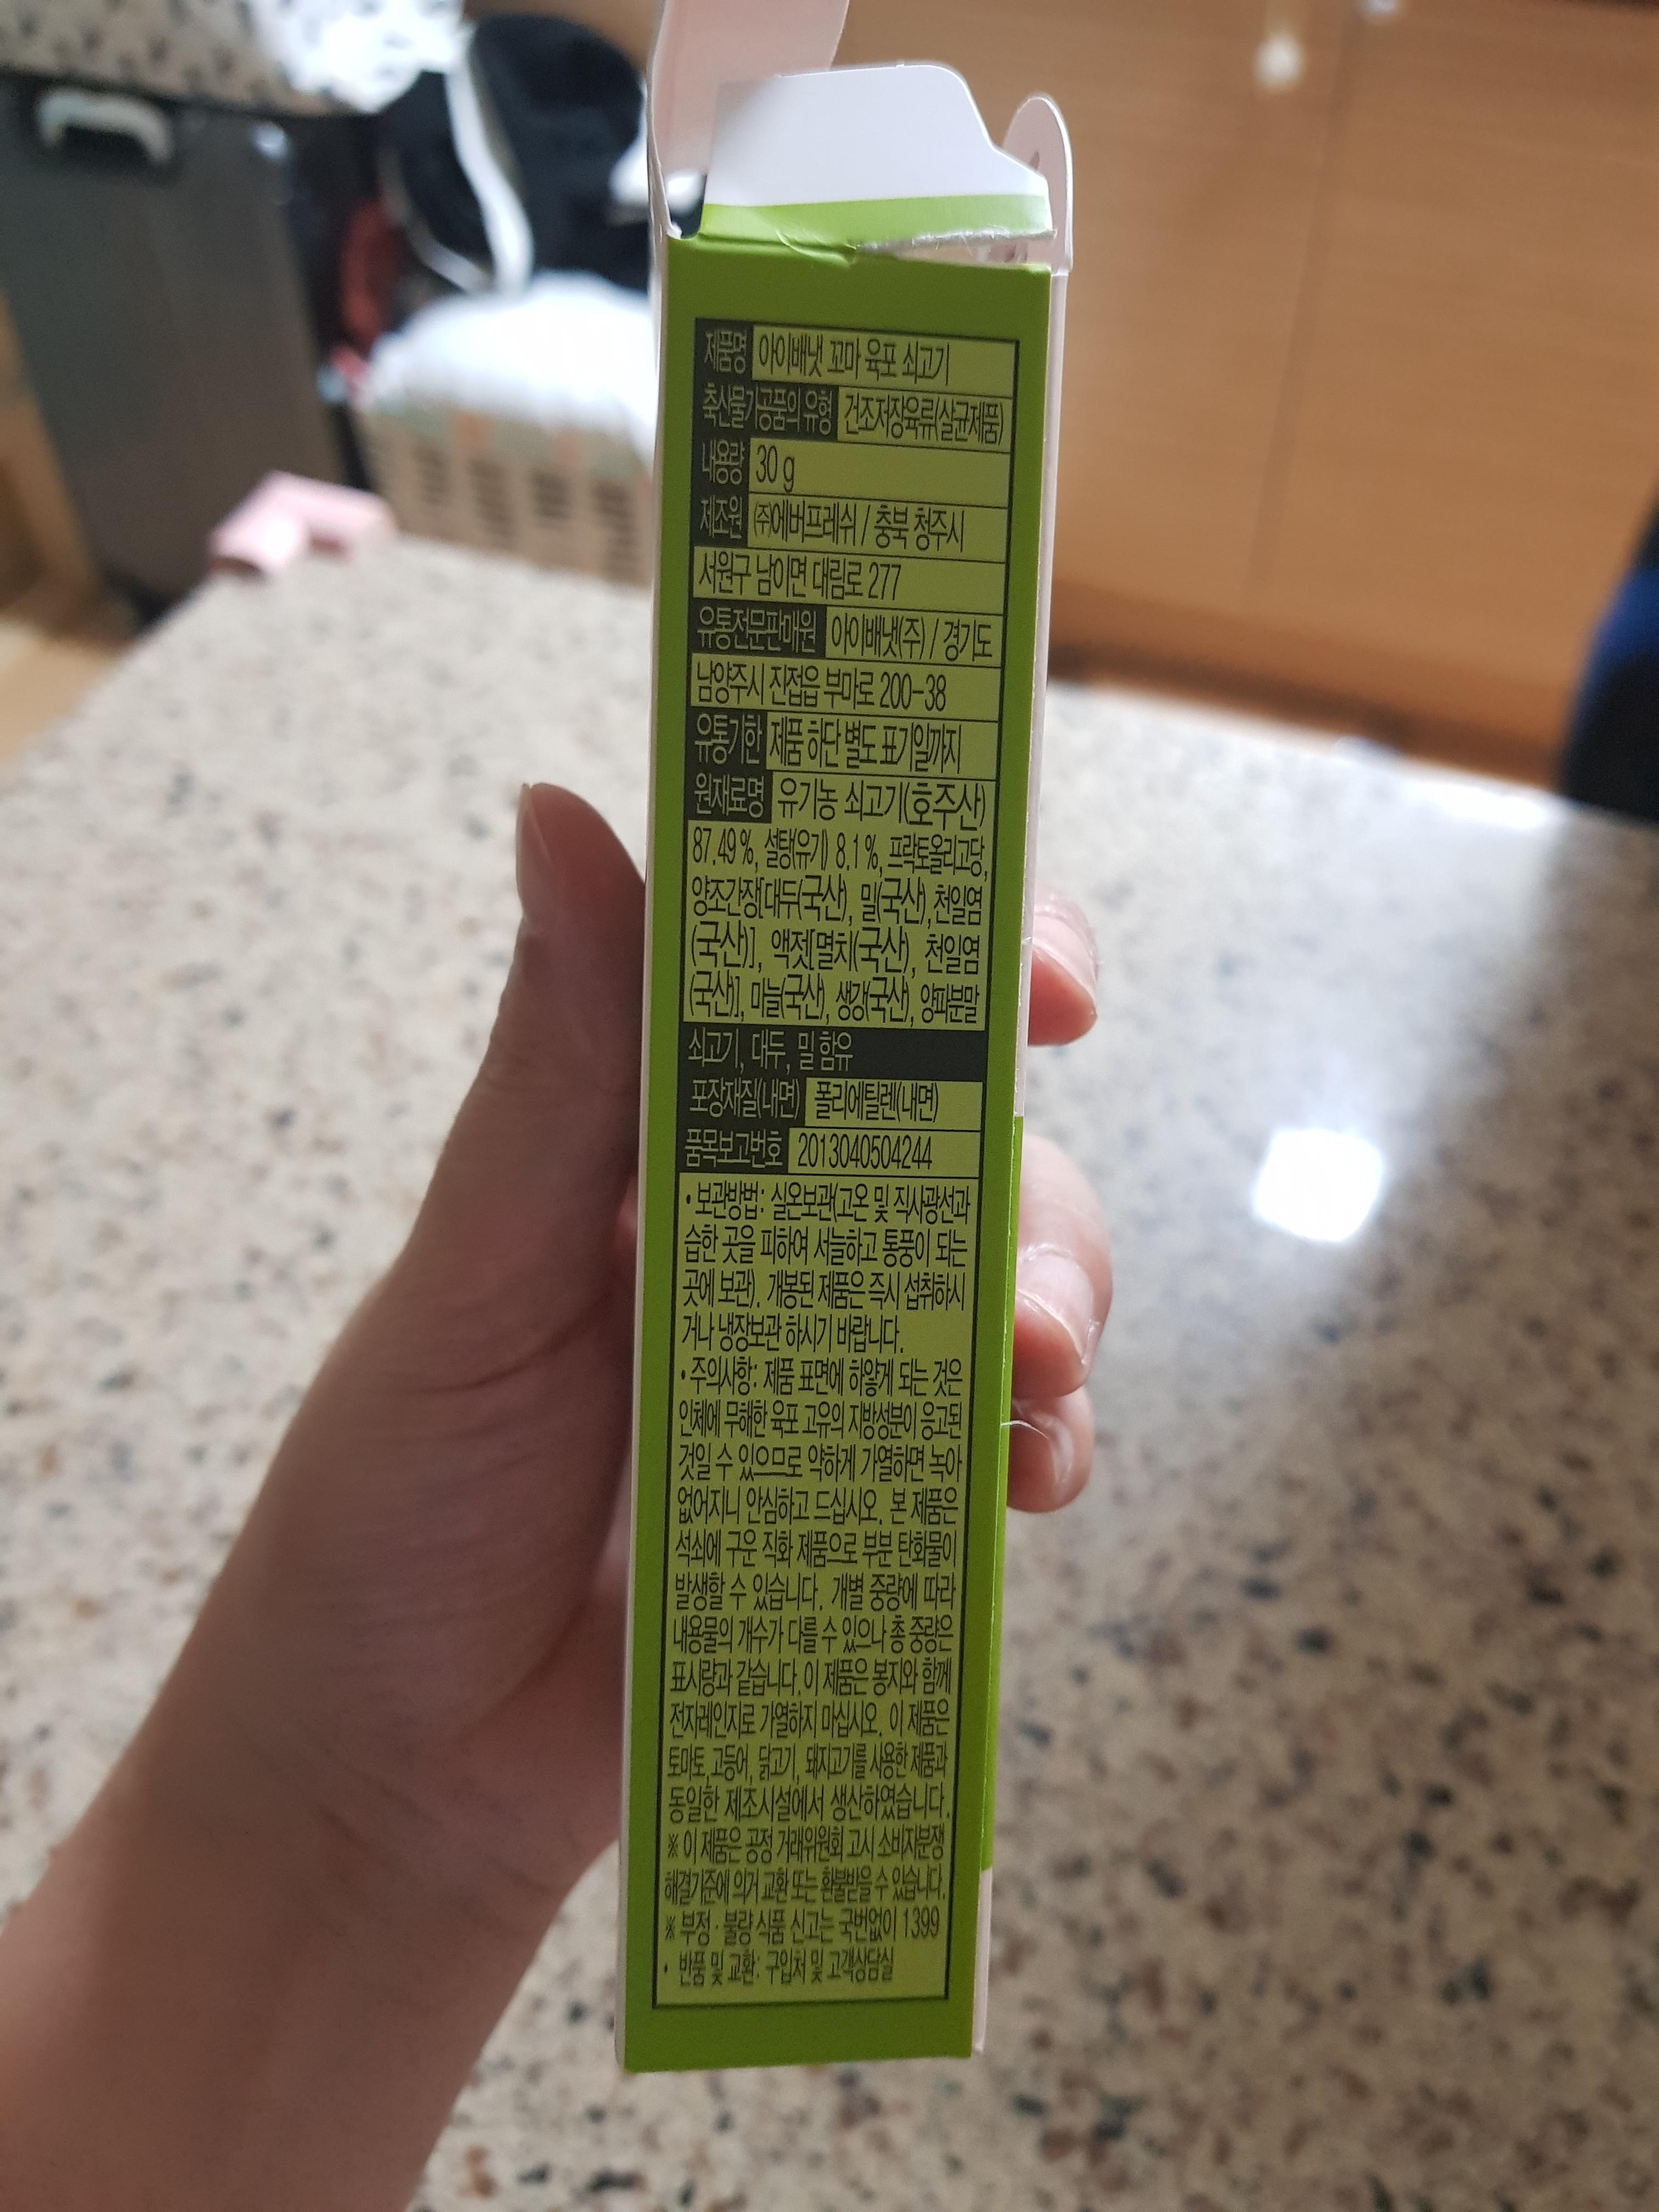 제품명 아이배냇 꼬마 육포 쇠고기
축산물가공품의 유형 건조저장육류(살균제품)
내용량 30 g
제조원 ㈜에버프레쉬 / 충북 청주시
서원구 남이면 대림로 277
유통전문판매원 아이배냇(주) / 경기도
남양주시 진접읍 부마로 200-38
유통기한 제품 하단 별도 표기일까지
원재료명 유기농 쇠고기(호주산)
87.49 %, 설탕(유기) 8.1 %, 프락토올리고당,
양조간장[대두(국산), 밀(국산), 천일염
(국산)], 액젓[멸치(국산), 천일염
(국산)], 마늘(국산), 생강(국산), 양파분말
쇠고기, 대두, 밀 함유
포장재질(내면) 폴리에틸렌(내면)
품목보고번호 2013040504244
• 보관방법: 실온보관(고온 및 직사광선과
습한 곳을 피하여 서늘하고 통풍이 되는
곳에 보관). 개봉된 제품은 즉시 섭취하시
거나 냉장보관 하시기 바랍니다.
• 주의사항: 제품 표면에 하얗게 되는 것은
인체에 무해한 육포 고유의 지방성분이 응고된
것일 수 있으므로 약하게 가열하면 녹아
없어지니 안심하고 드십시오. 본 제품은
석쇠에 구운 직화 제품으로 부분 탄화물이
발생할 수 있습니다. 개별 중량에 따라
내용물의 개수가 다를 수 있으나 총 중량은
표시량과 같습니다. 이 제품은 봉지와 함께
전자레인지로 가열하지 마십시오. 이 제품은
토마토, 고등어, 닭고기, 돼지고기를 사용한 제품과
동일한 제조시설에서 생산하였습니다.
※ 이 제품은 공정 거래위원회 고시 소비자분쟁
해결기준에 의거 교환 또는 환불받을 수 있습니다.
※ 부정 · 불량 식품 신고는 국번없이 1399
• 반품 및 교환: 구입처 및 고객상담실